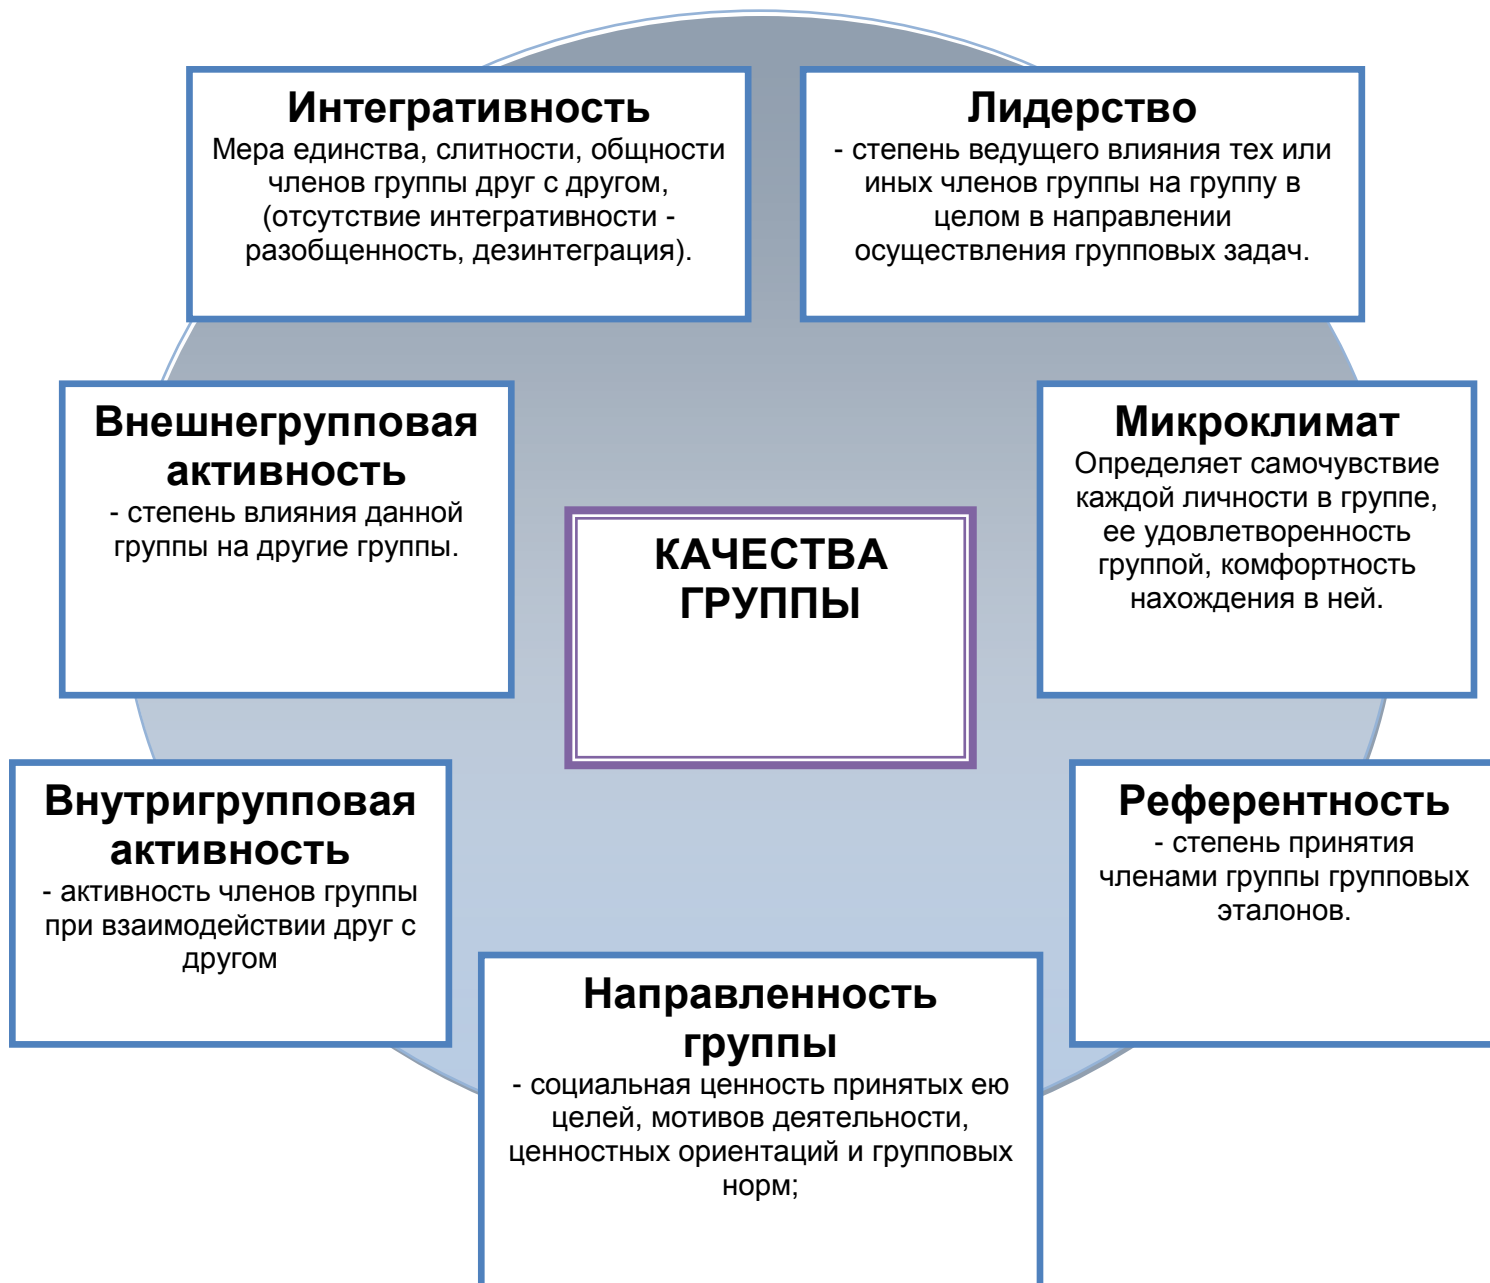 Интегративность
Мера единства, слитности, общности
членов группы друг с другом,
(отсутствие интегративности -
разобщенность, дезинтеграция).
Лидерство
- степень ведущего влияния тех или
иных членов группы на группу в
целом в направлении
осуществления групповых задач.
Внешнегрупповая
активность
- степень влияния данной
группы на другие группы.
КАЧЕСТВА
ГРУППЫ
Микроклимат
Определяет самочувствие
каждой личности в группе,
ее удовлетворенность
группой, комфортность
нахождения в ней.
Внутригрупповая
активность
- активность членов группы
при взаимодействии друг с
другом
Референтность
- степень принятия
членами группы групповых
эталонов.
Направленность
группы
- социальная ценность принятых ею
целей, мотивов деятельности,
ценностных ориентаций и групповых
норм;